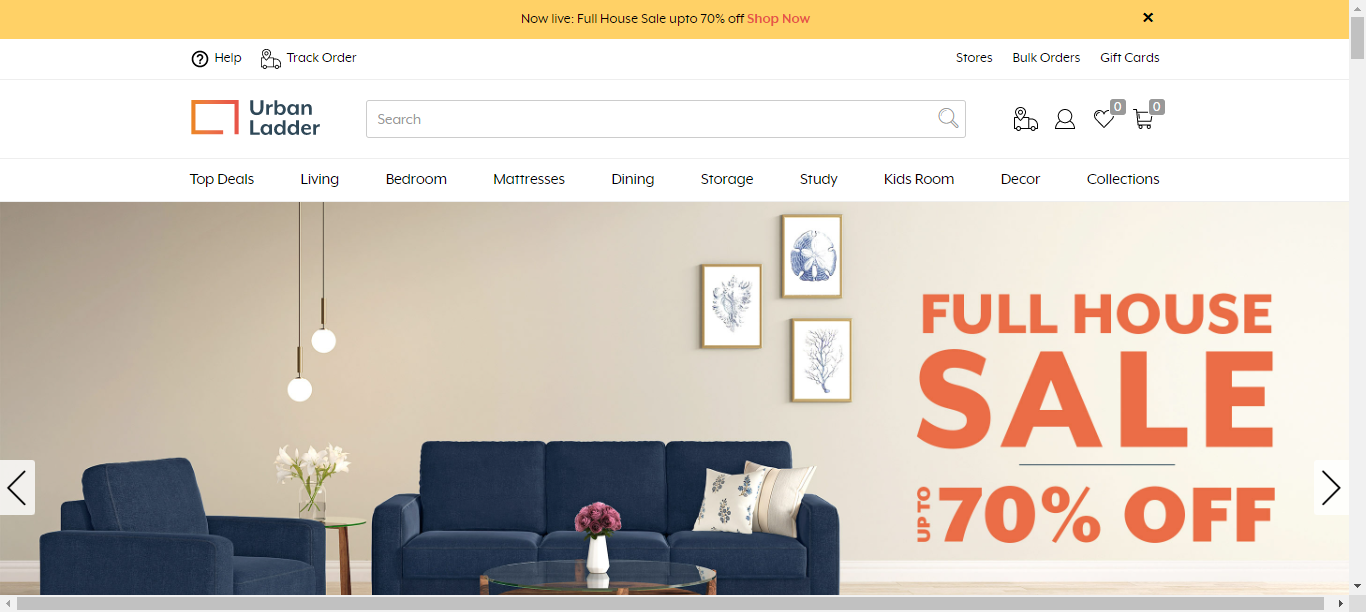 Now live: Full House Sale upto 70% off Shop Now
Help
Track Order
Stores
Bulk Orders
Gift Cards
Urban
Ladder
Search
0
0
Top Deals
Living
Bedroom
Mattresses
Dining
Storage
Study
Kids Room
Decor
Collections
FULL HOUSE
SALE
UP TO 70% OFF